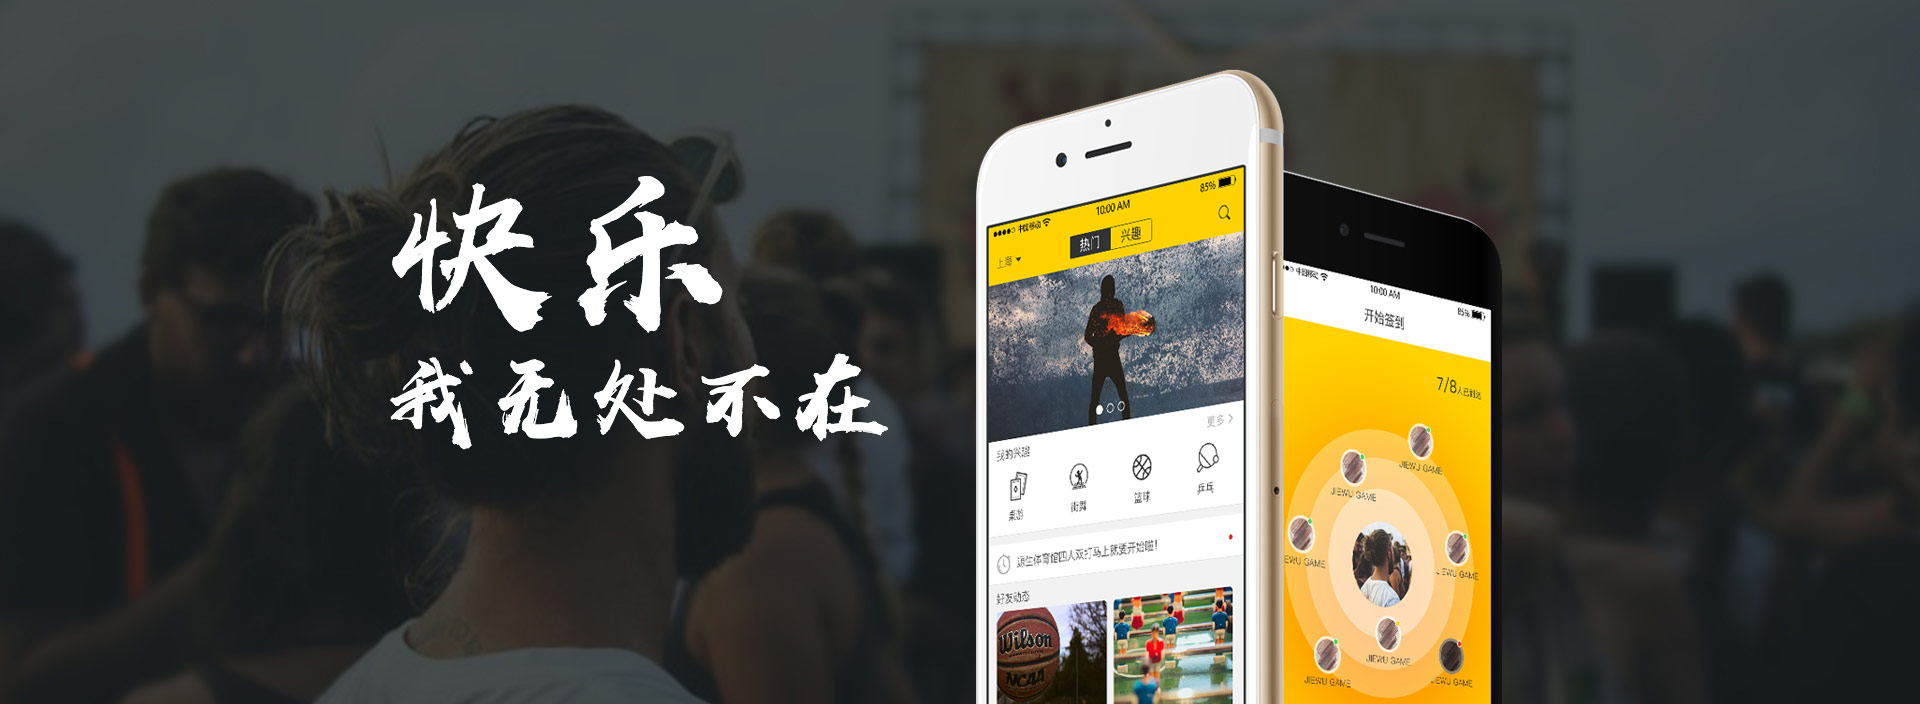 快乐
我无处不在
中国移动
10:00 AM
85%
上海
热门
兴趣
更多
我的兴趣
桌游
街舞
篮球
乒乓
源生体育馆四人双打马上就要开始啦!
好友动态
Wilson
NCAA
中国移动
10:00 AM
85%
开始签到
7/8人已到达
JIEWU GAME
JIEWU GAME
EWU GAME
JIEWU GAME
JIEWU GAME
JIEWU GAME
JIEWU GAME